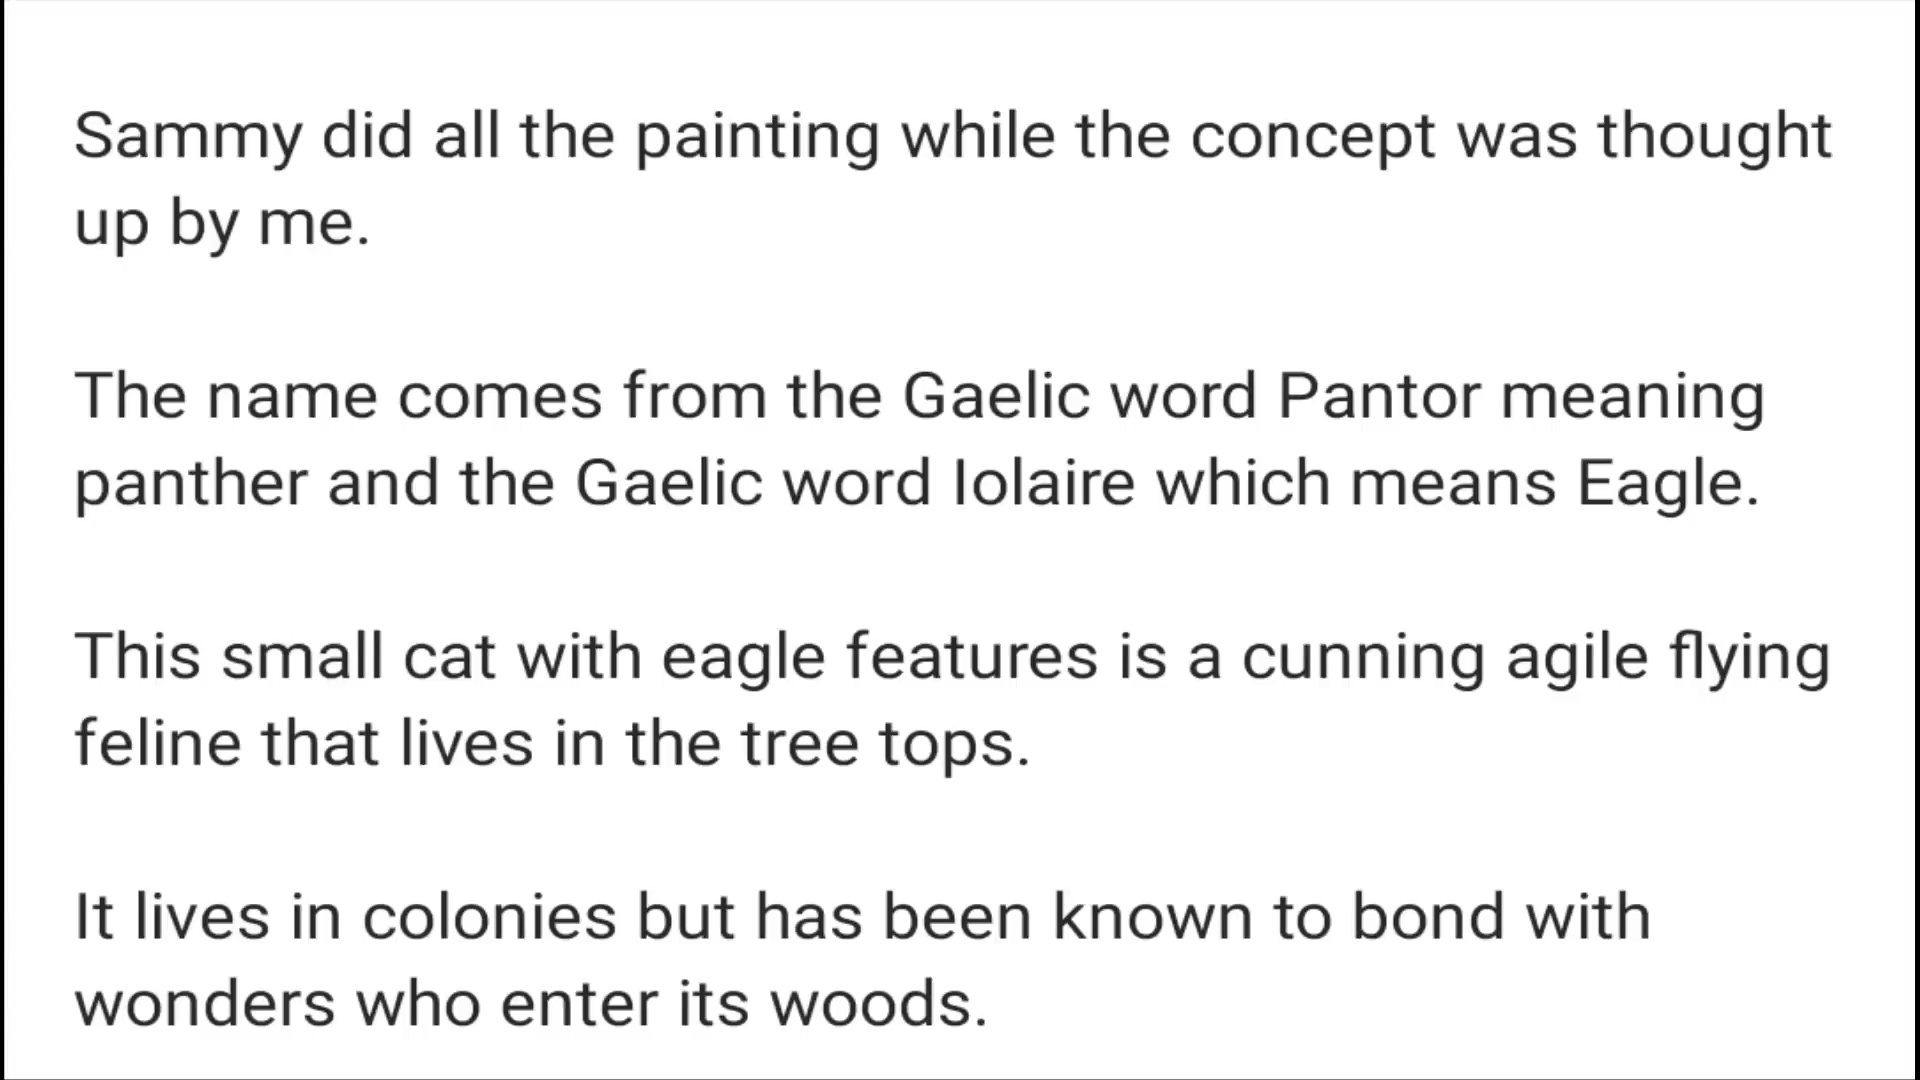 Sammy did all the painting while the concept was thought
up by me.
The name comes from the Gaelic word Pantor meaning
panther and the Gaelic word Iolaire which means Eagle.
This small cat with eagle features is a cunning agile flying
feline that lives in the tree tops.
It lives in colonies but has been known to bond with
wonders who enter its woods.